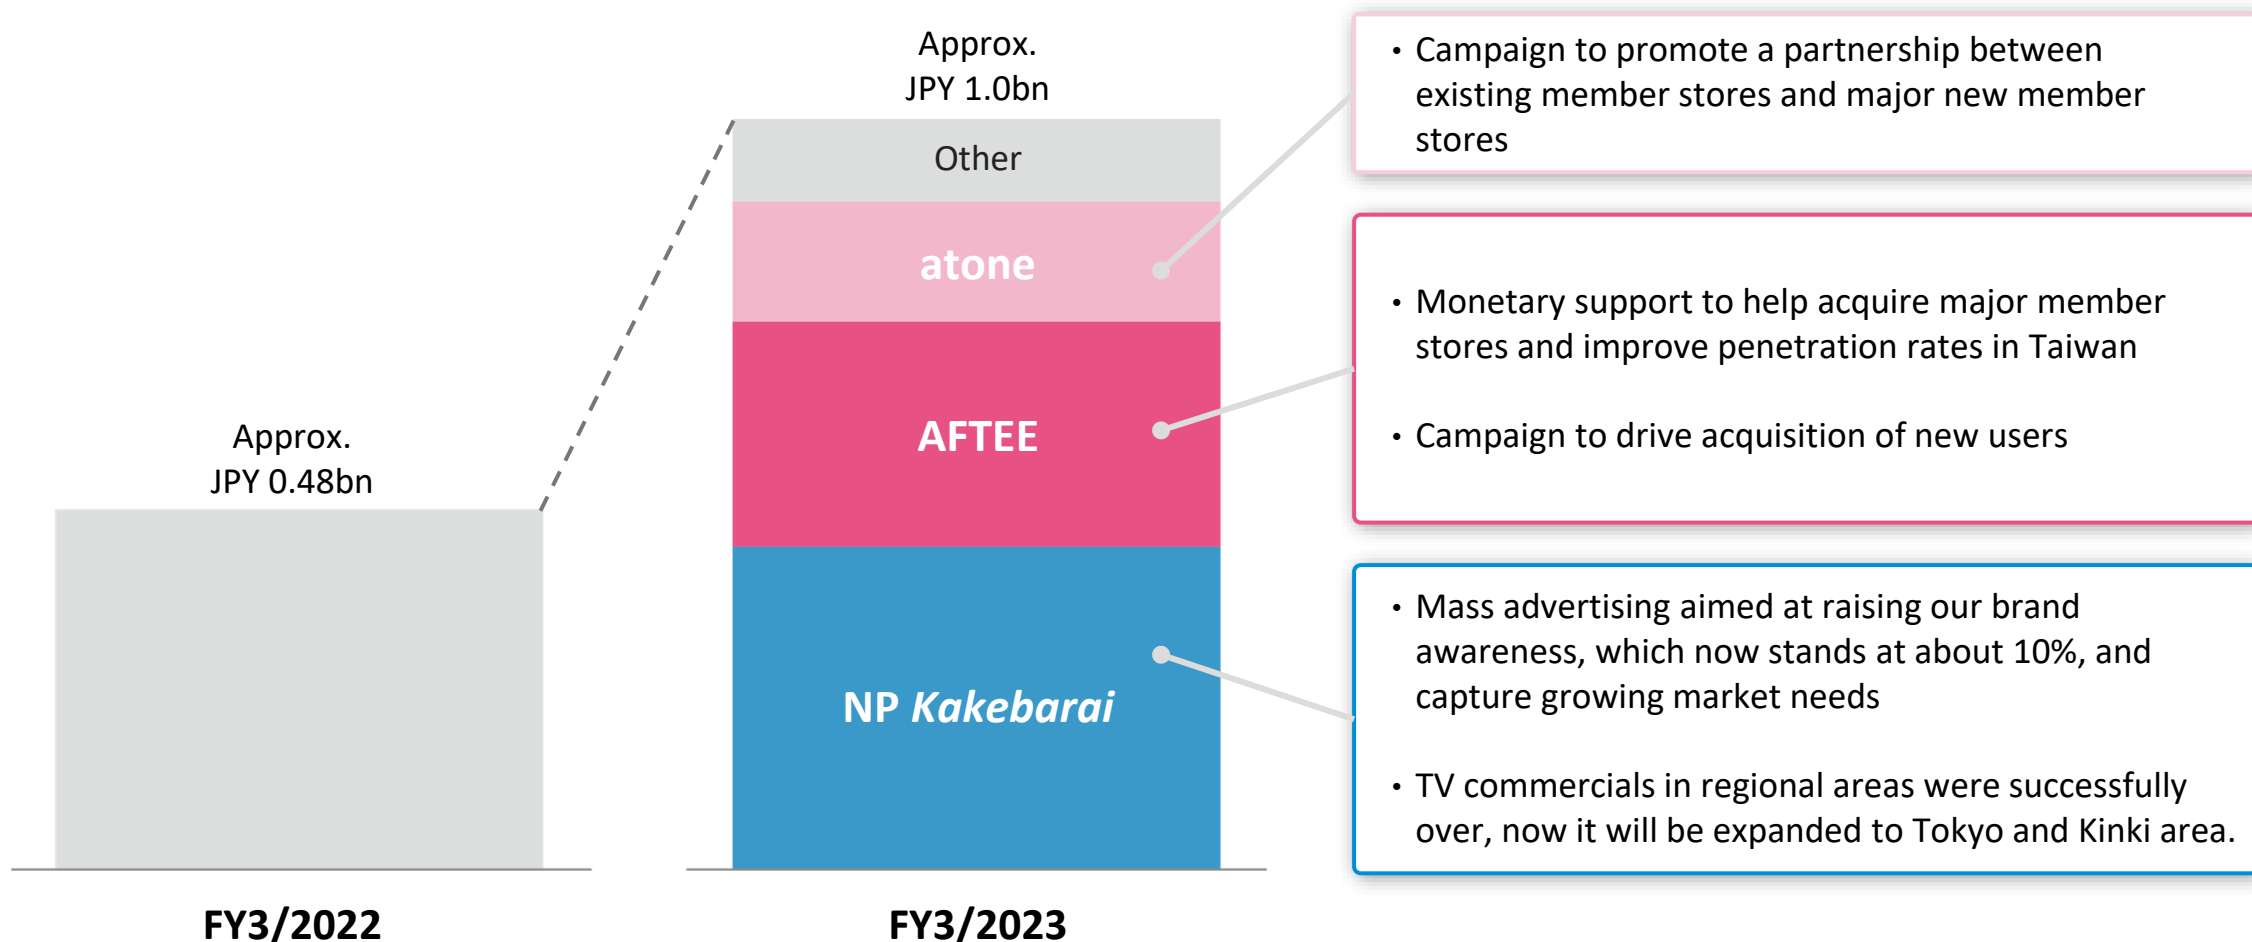 Approx.
JPY 0.48bn
FY3/2022
Approx.
JPY 1.0bn
Other
atone
AFTEE
NP Kakebarai
FY3/2023
• Campaign to promote a partnership between
existing member stores and major new member
stores
• Monetary support to help acquire major member
stores and improve penetration rates in Taiwan
• Campaign to drive acquisition of new users
• Mass advertising aimed at raising our brand
awareness, which now stands at about 10%, and
capture growing market needs
• TV commercials in regional areas were successfully
over, now it will be expanded to Tokyo and Kinki area.